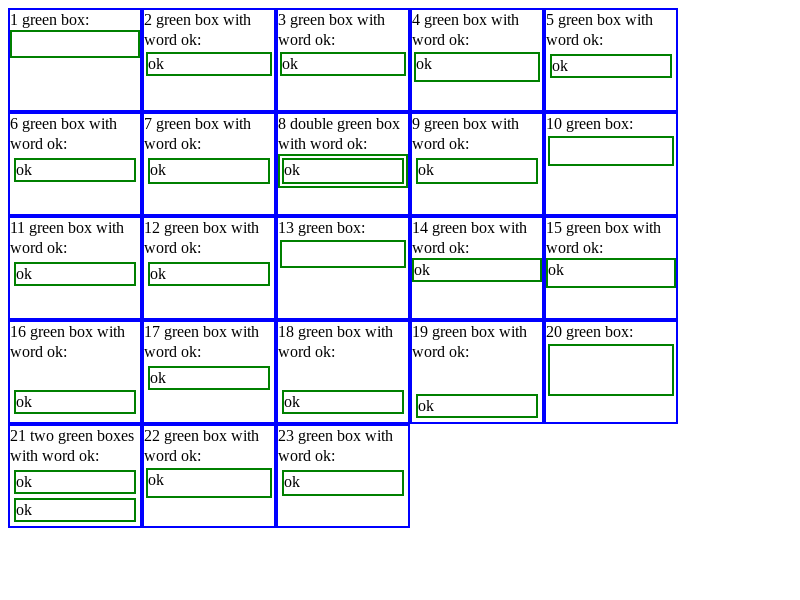 1 green box:
2 green box with
word ok:
ok
3 green box with
word ok:
ok
4 green box with
word ok:
ok
5 green box with
word ok:
ok
6 green box with
word ok:
ok
7 green box with
word ok:
ok
8 double green box
with word ok:
ok
9 green box with
word ok:
ok
10 green box:
11 green box with
word ok:
ok
12 green box with
word ok:
ok
13 green box:
14 green box with
word ok:
ok
15 green box with
word ok:
ok
16 green box with
word ok:
ok
17 green box with
word ok:
ok
18 green box with
word ok:
ok
19 green box with
word ok:
ok
20 green box:
21 two green boxes
with word ok:
ok
ok
22 green box with
word ok:
ok
23 green box with
word ok:
ok